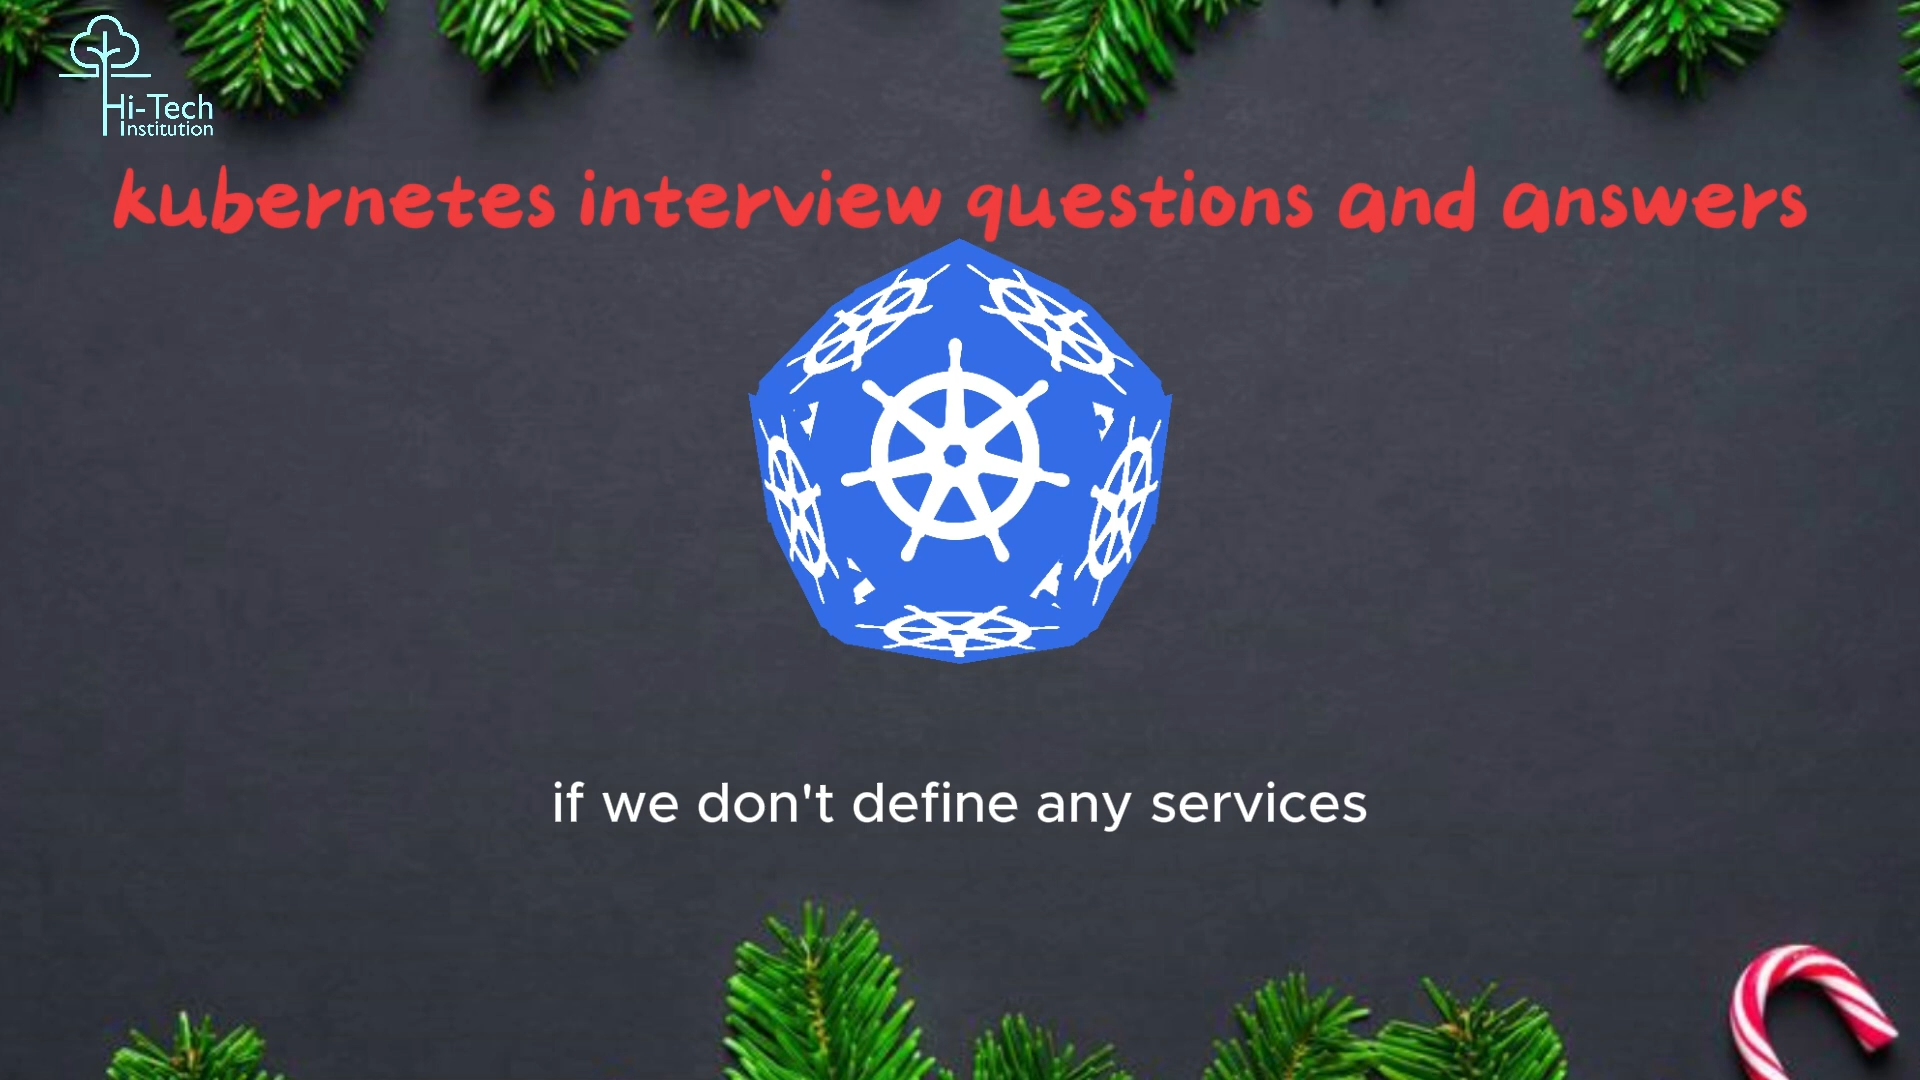 Hi-Tech
Institution
kubernetes interview questions and answers
if we don't define any services